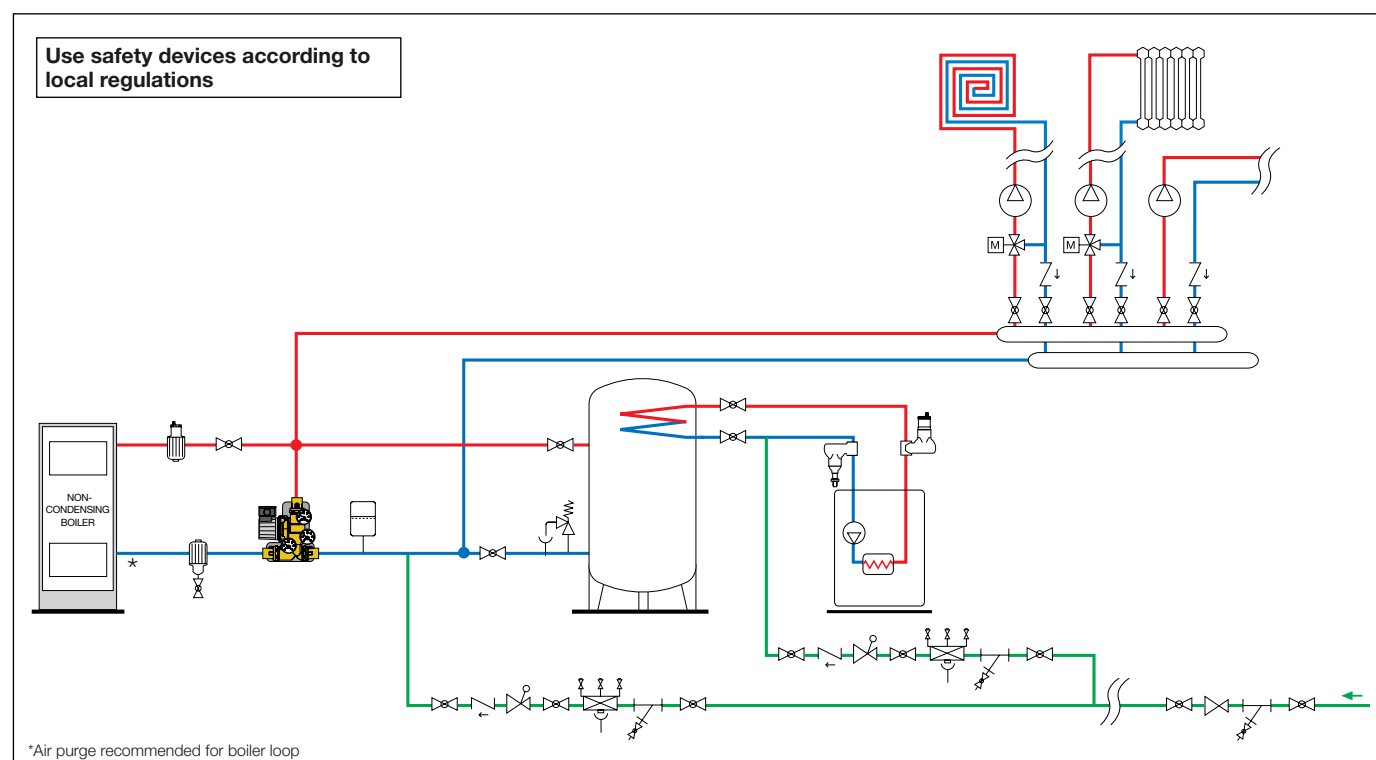 Use safety devices according to
local regulations
M
M
NON-
CONDENSING
BOILER
*
*Air purge recommended for boiler loop